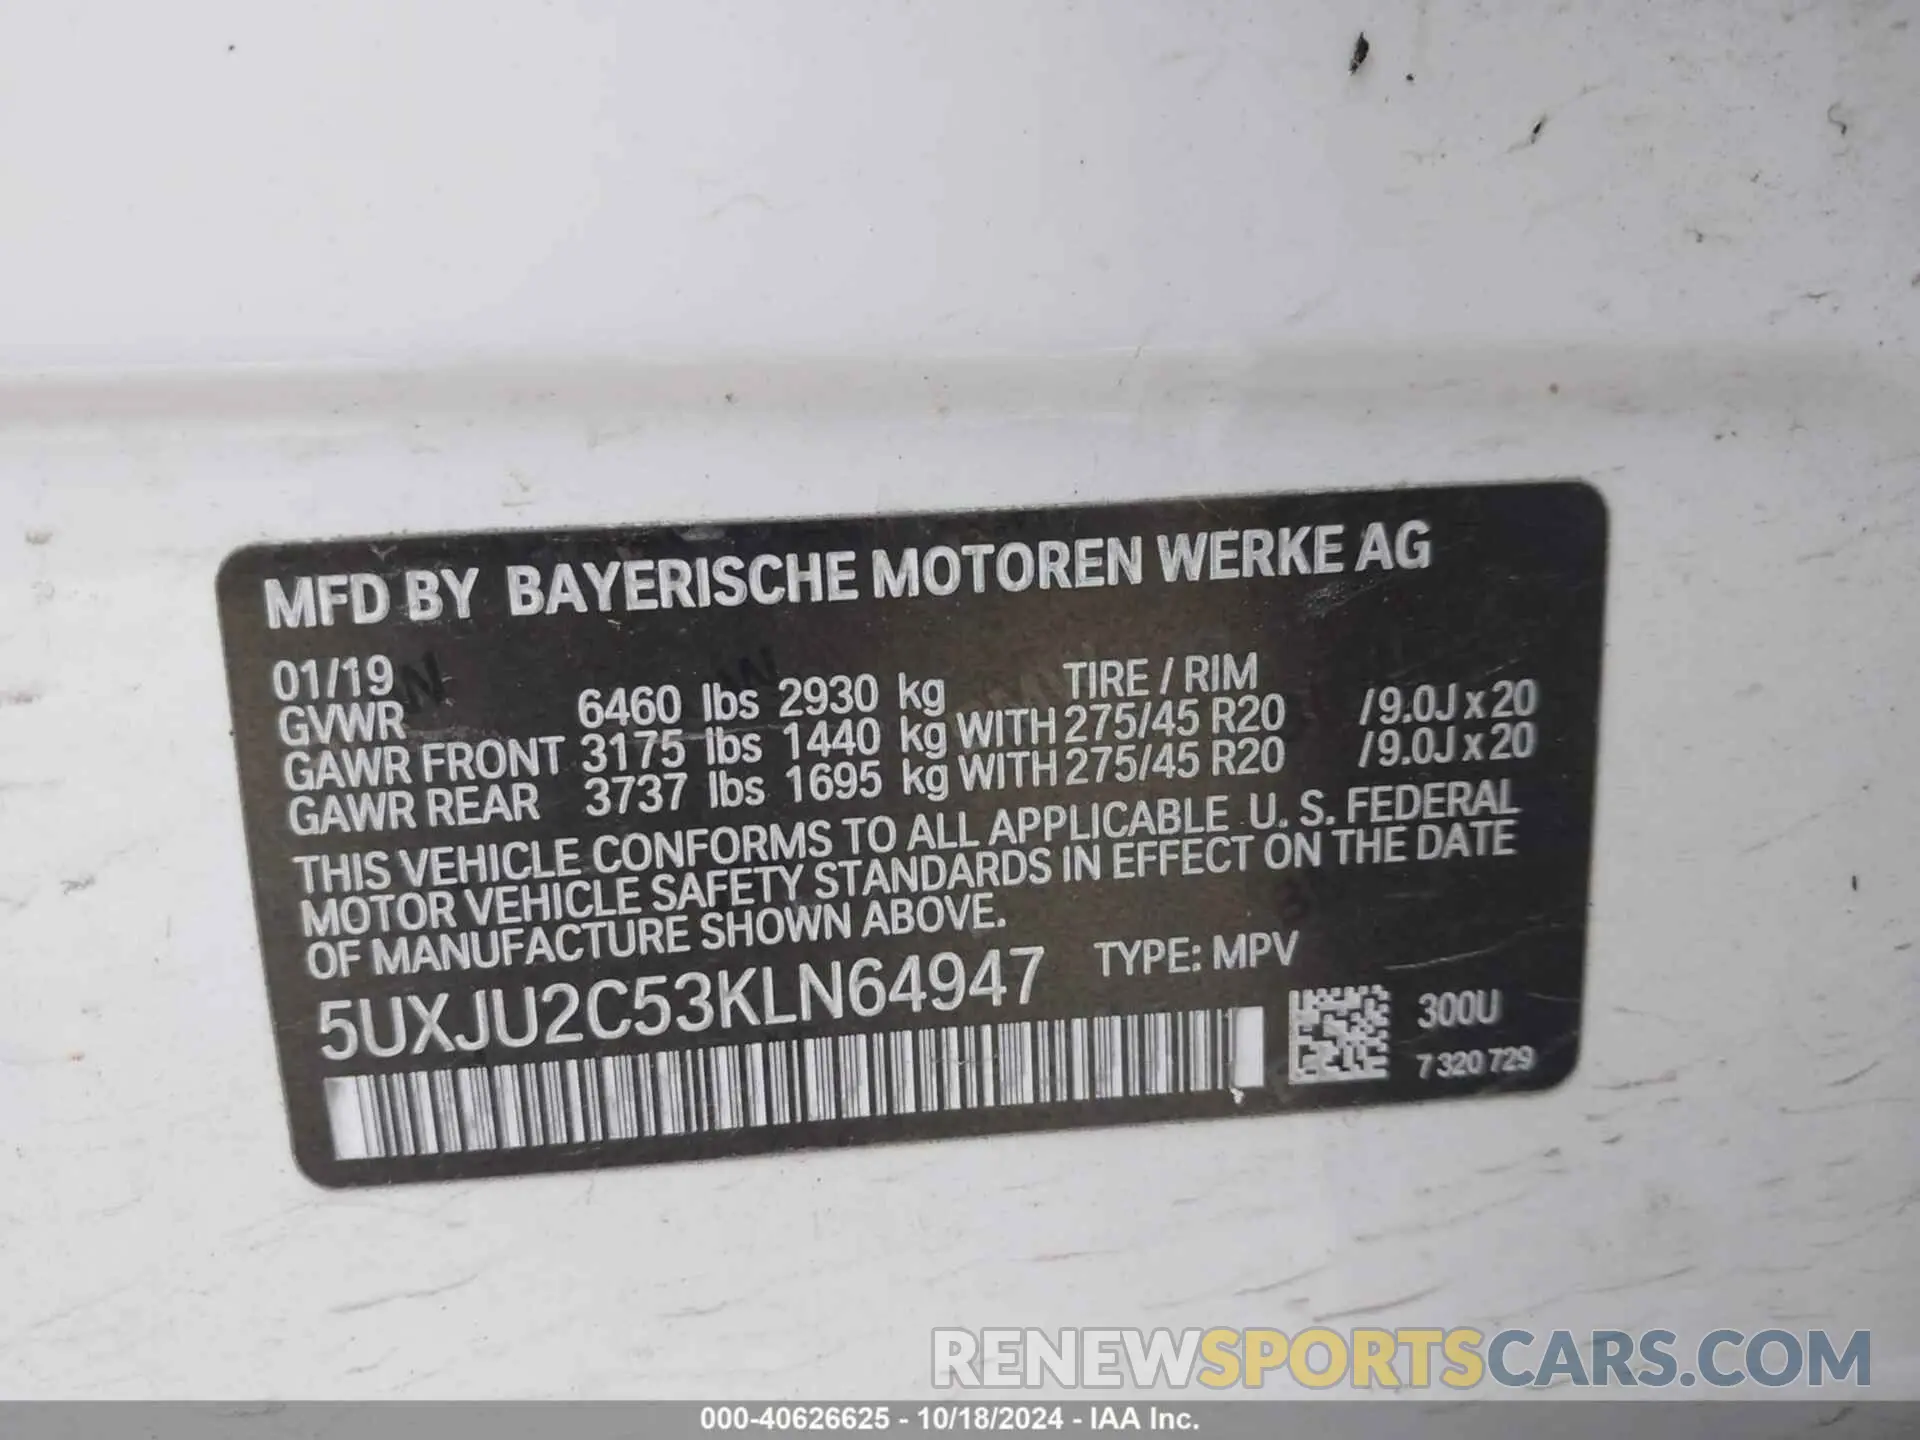 MFD BY BAYERISCHE MOTOREN WERKE AG
01/19 TIRE / RIM
GVWR 6460 lbs 2930 kg
GAWR FRONT 3175 lbs 1440 kg WITH 275/45 R20 / 9.0J x 20
GAWR REAR 3737 lbs 1695 kg WITH 275/45 R20 / 9.0J x 20
THIS VEHICLE CONFORMS TO ALL APPLICABLE U. S. FEDERAL
MOTOR VEHICLE SAFETY STANDARDS IN EFFECT ON THE DATE
OF MANUFACTURE SHOWN ABOVE.
5UXJU2C53KLN64947 TYPE: MPV
300U
7 320 729
RENEWSPORTSCARS.COM
000-40626625 - 10/18/2024 - IAA Inc.